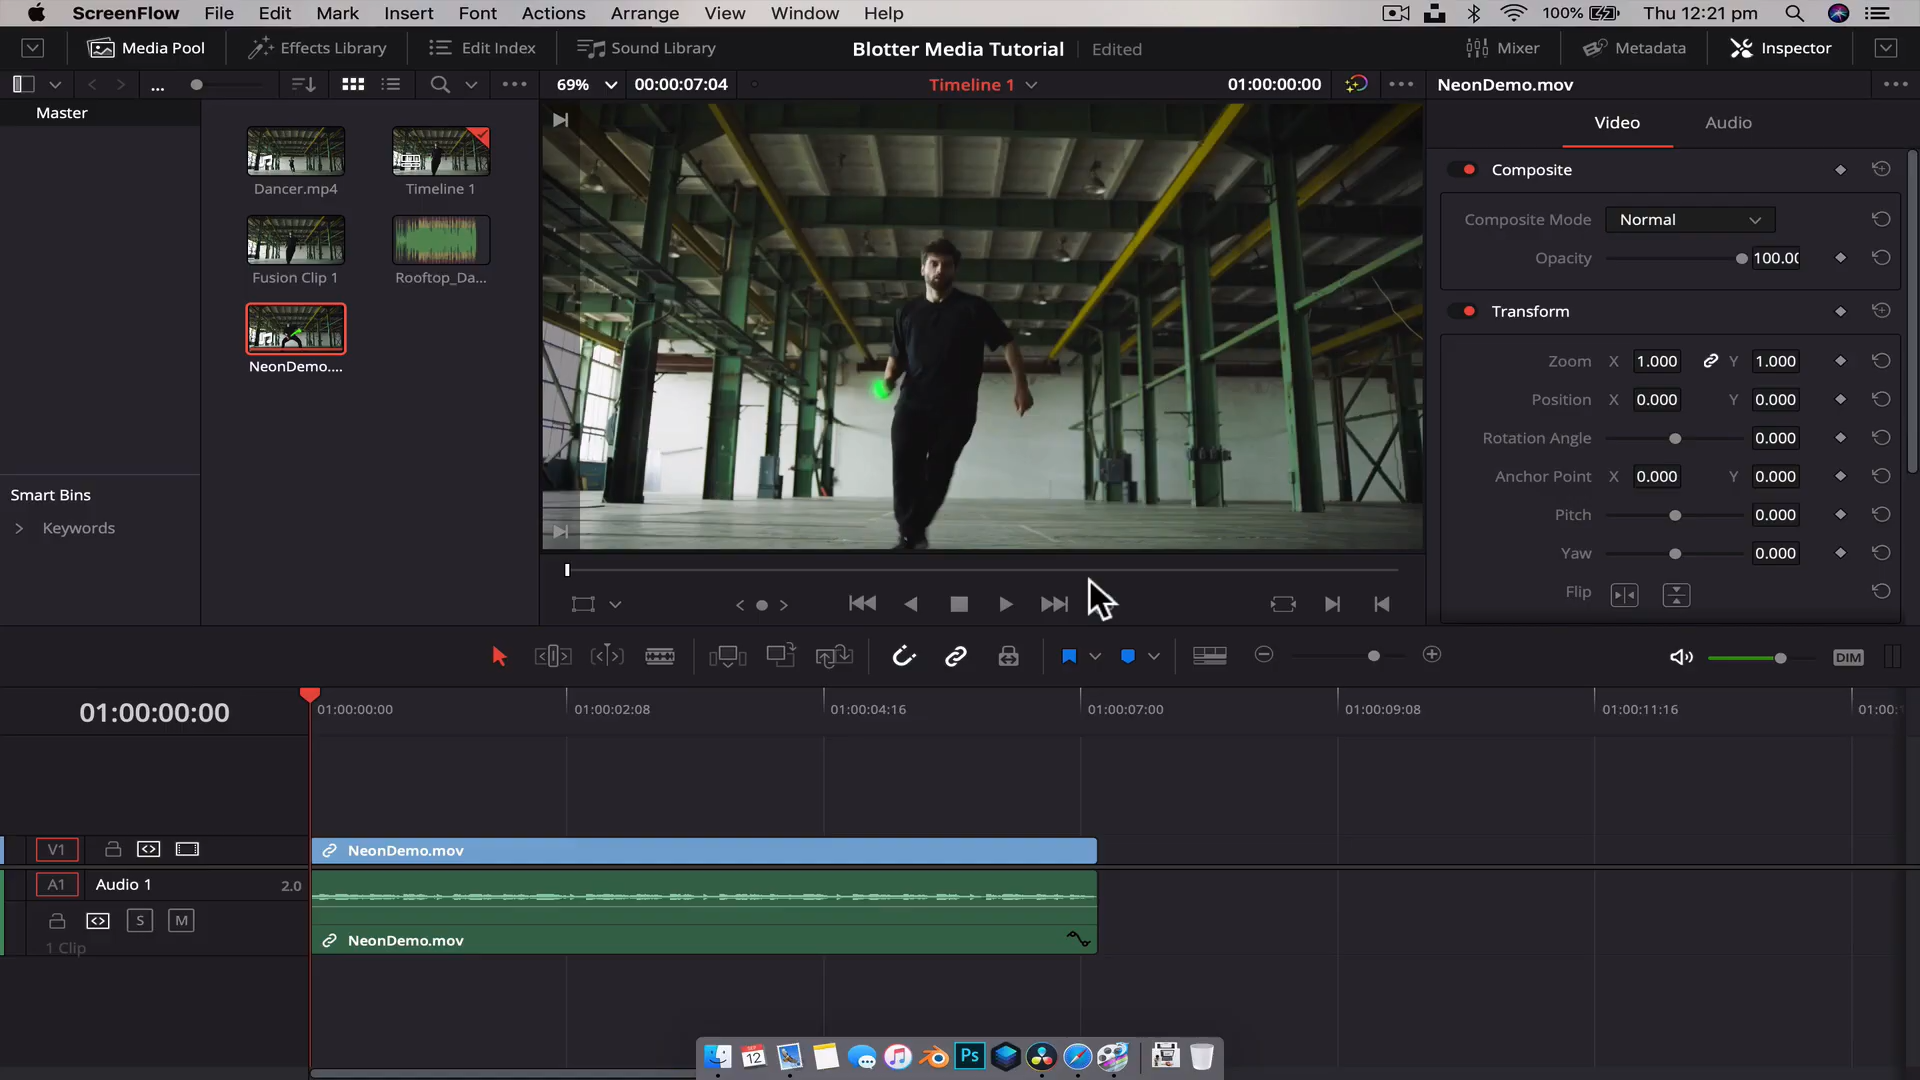 ScreenFlow File Edit Mark Insert Font Actions Arrange View Window Help 100% Thu 12:21 pm
Media Pool Effects Library Edit Index Sound Library Blotter Media Tutorial Edited Mixer Metadata Inspector
... 69% 00:00:07:04 Timeline 1 01:00:00:00 NeonDemo.mov
Master
Video Audio
Dancer.mp4 Timeline 1
Composite
Composite Mode Normal
Opacity 100.00
Fusion Clip 1 Rooftop_Da...
Transform
NeonDemo....
Zoom X 1.000 Y 1.000
Position X 0.000 Y 0.000
Rotation Angle 0.000
Anchor Point X 0.000 Y 0.000
Smart Bins
Keywords
Pitch 0.000
Yaw 0.000
Flip
DIM
01:00:00:00 01:00:00:00 01:00:02:08 01:00:04:16 01:00:07:00 01:00:09:08 01:00:11:16
V1 NeonDemo.mov
A1 Audio 1 2.0
S M
1 Clip
NeonDemo.mov
SEP
12
Ps